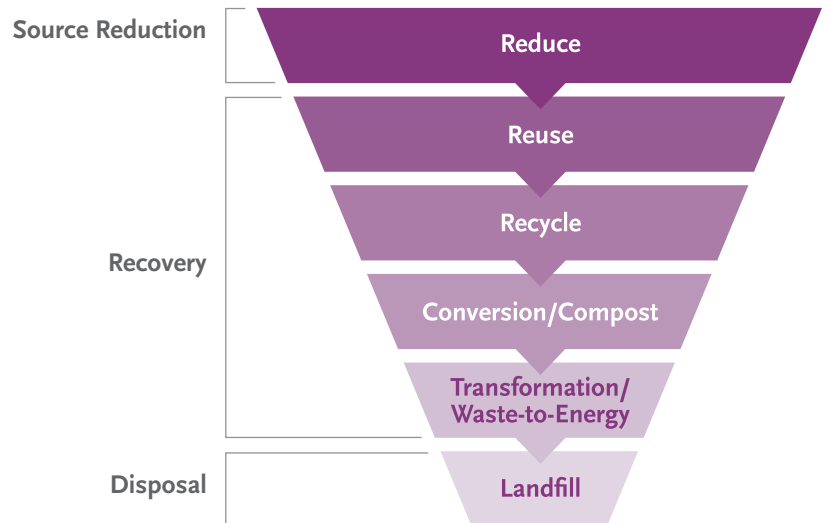 Source Reduction
Reduce
Reuse
Recycle
Recovery
Conversion/Compost
Transformation/
Waste-to-Energy
Disposal
Landfill